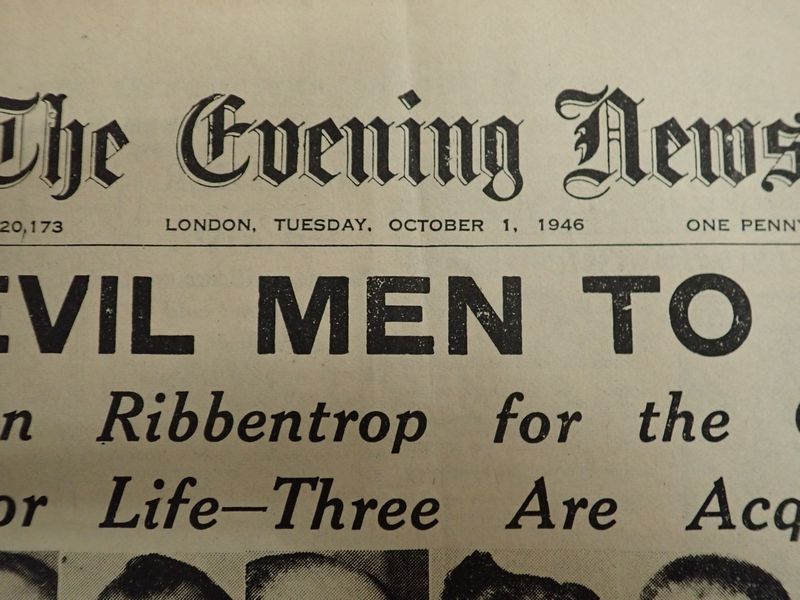 The Evening News
20,173 LONDON, TUESDAY, OCTOBER 1, 1946 ONE PENNY
EVIL MEN TO
n Ribbentrop for the
or Life—Three Are Acq